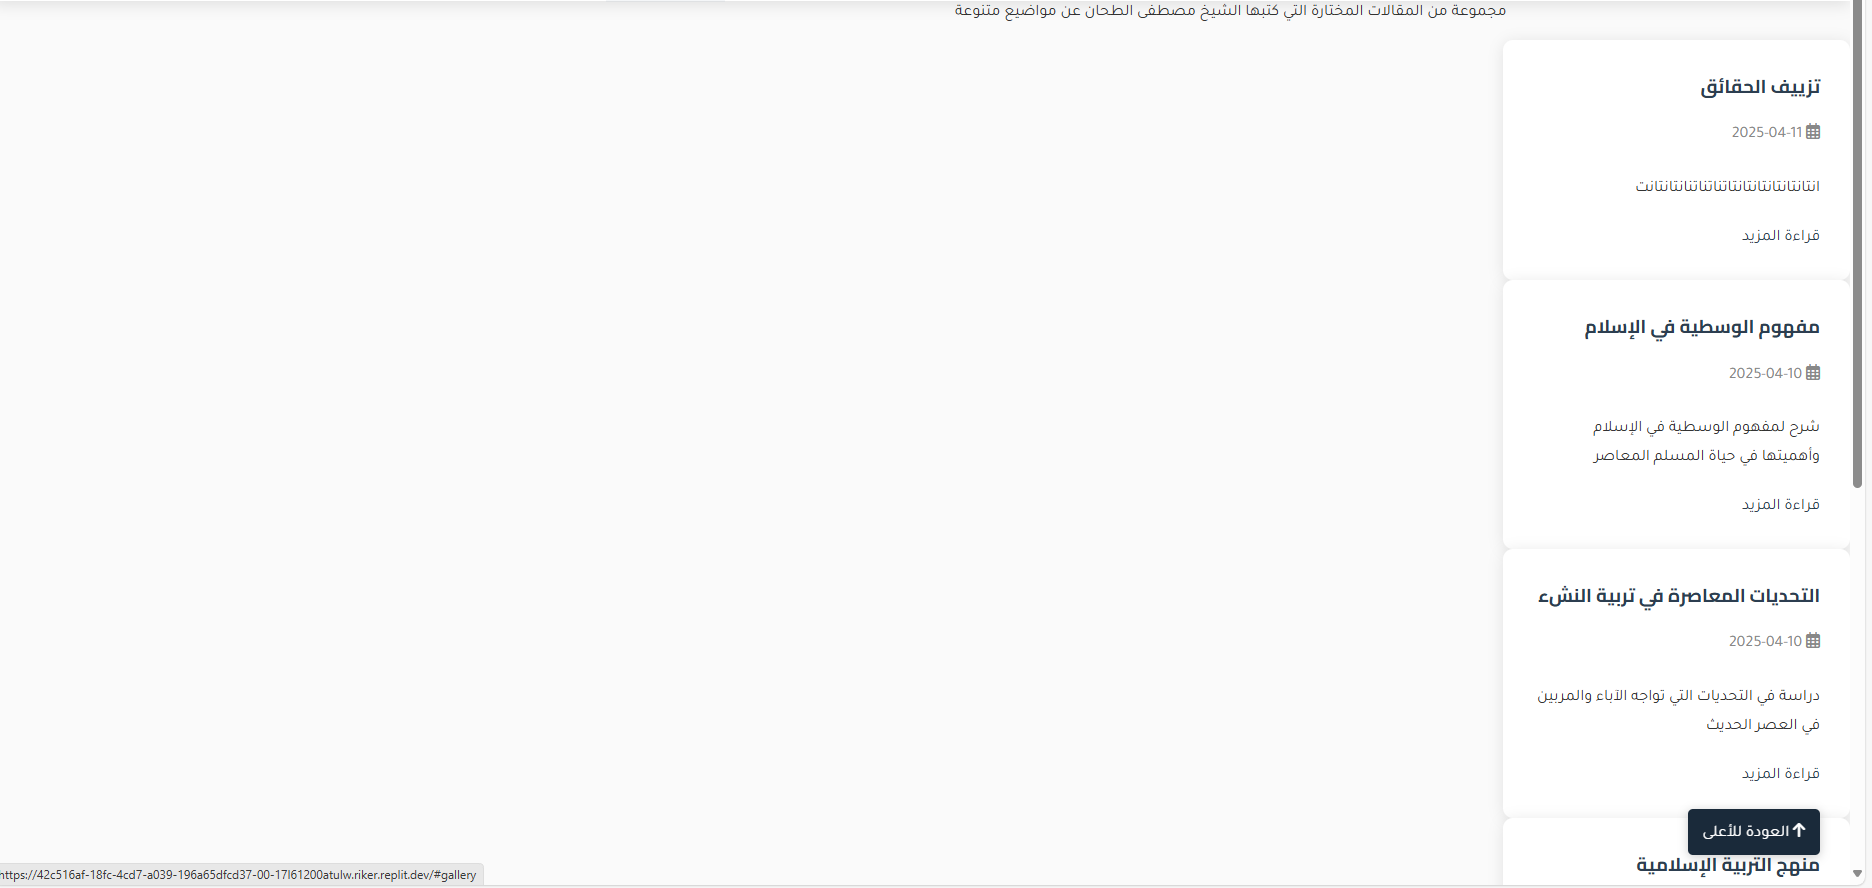 مجموعة من المقالات المختارة التي كتبها الشيخ مصطفى الطحان عن مواضيع متنوعة
تزييف الحقائق
2025-04-11
قراءة المزيد
مفهوم الوسطية في الإسلام
2025-04-10
شرح لمفهوم الوسطية في الإسلام
وأهميتها في حياة المسلم المعاصر
قراءة المزيد
التحديات المعاصرة في تربية النشء
2025-04-10
دراسة في التحديات التي تواجه الآباء والمربين
في العصر الحديث
قراءة المزيد
العودة للأعلى
منهج التربية الإسلامية
https://42c516af-18fc-4cd7-a039-196a65dfcd37-00-17l61200atulw.riker.replit.dev/#gallery